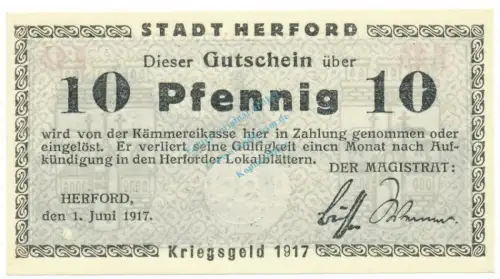 STADT HERFORD
Dieser Gutschein über
10 Pfennig 10
wird von der Kämmereikasse hier in Zahlung genommen oder
eingelöst. Er verliert seine Gültigkeit einen Monat nach Auf-
kündigung in den Herforder Lokalblättern.
DER MAGISTRAT:
HERFORD,
den 1. Juni 1917.
Kriegsgeld 1917